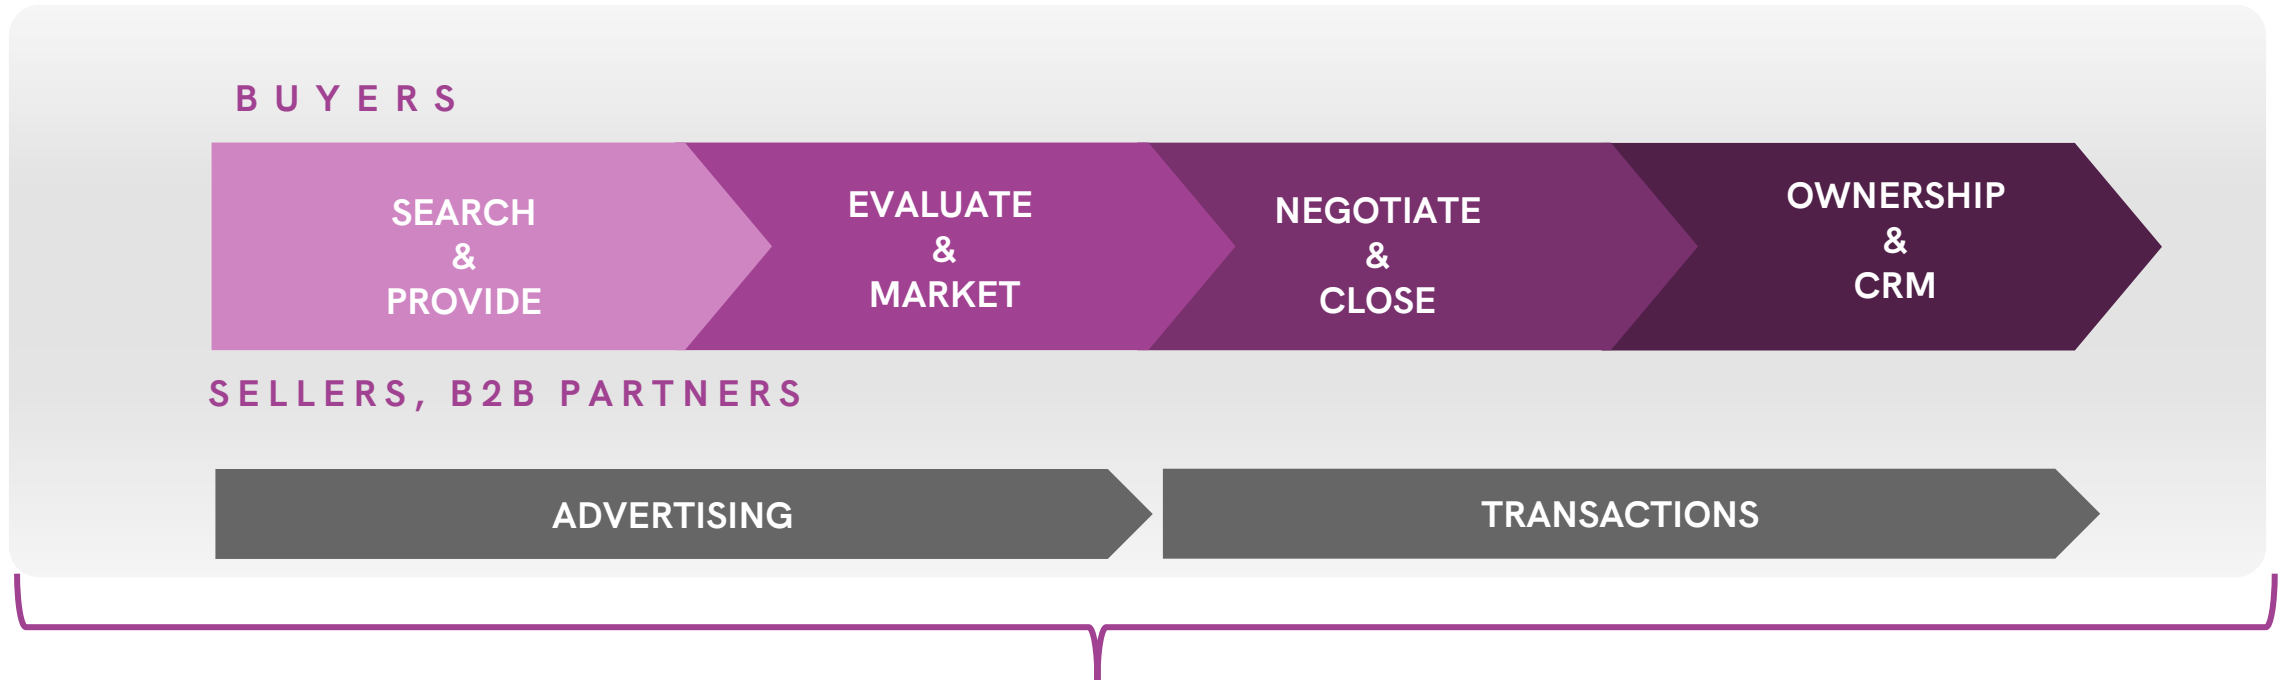 BUYERS
SEARCH
&
PROVIDE
EVALUATE
&
MARKET
NEGOTIATE
&
CLOSE
OWNERSHIP
&
CRM
SELLERS, B2B PARTNERS
ADVERTISING
TRANSACTIONS